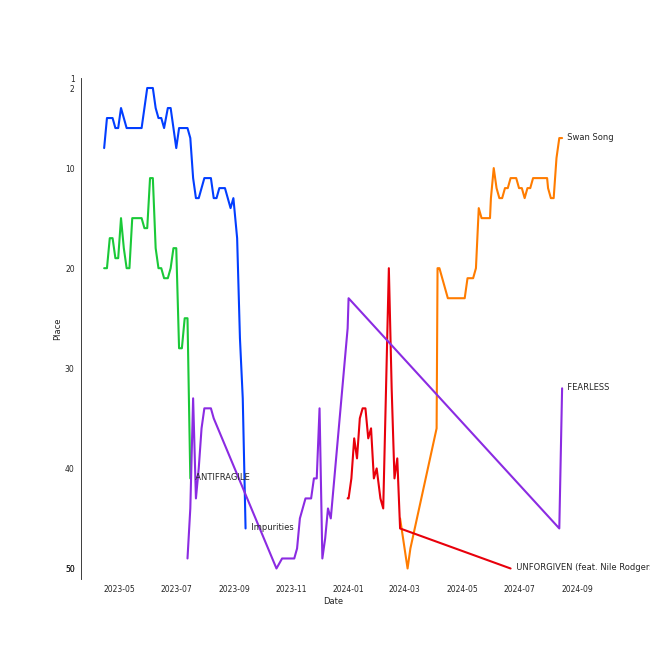 1
2
10
20
30
40
50
Place
Swan Song
FEARLESS
ANTIFRAGILE
Impurities
UNFORGIVEN (feat. Nile Rodger
2023-05
2023-07
2023-09
2023-11
2024-01
2024-03
2024-05
2024-07
2024-09
Date